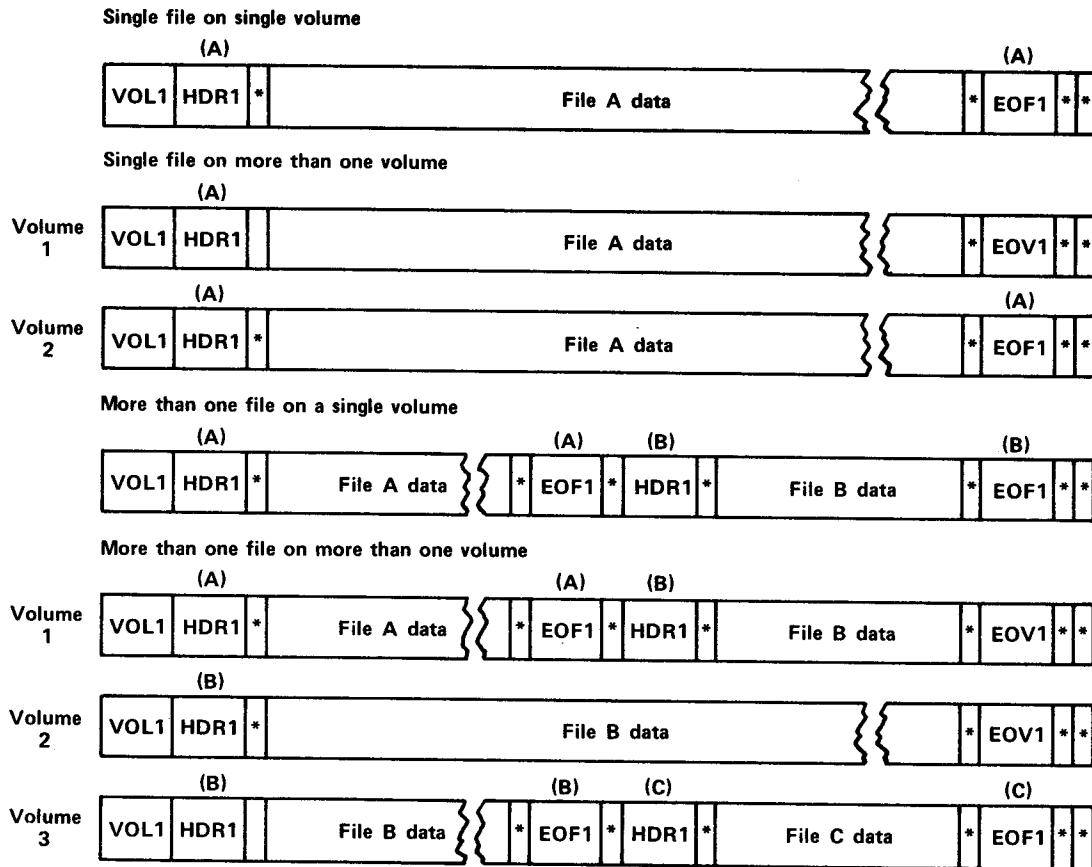 Single file on single volume
(A) (A)
VOL1 HDR1 * File A data * EOF1 * *
Single file on more than one volume
(A)
Volume 1 VOL1 HDR1 File A data * EOV1 * *
(A) (A)
Volume 2 VOL1 HDR1 * File A data * EOF1 * *
More than one file on a single volume
(A) (A) (B) (B)
VOL1 HDR1 * File A data * EOF1 * HDR1 * File B data * EOF1 * *
More than one file on more than one volume
(A) (A) (B)
Volume 1 VOL1 HDR1 * File A data * EOF1 * HDR1 * File B data * EOV1 * *
(B)
Volume 2 VOL1 HDR1 * File B data * EOV1 * *
(B) (B) (C) (C)
Volume 3 VOL1 HDR1 File B data * EOF1 * HDR1 * File C data * EOF1 * *